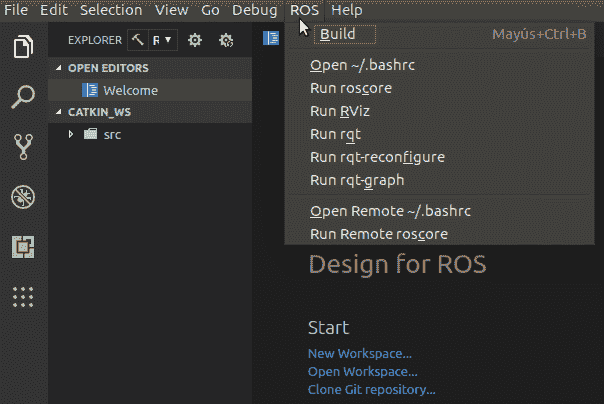 File Edit Selection View Go Debug ROS Help
EXPLORER R
Build Mayús+Ctrl+B
OPEN EDITORS
Open ~/.bashrc
Welcome
Run roscore
CATKIN_WS
Run RViz
src
Run rqt
Run rqt-reconfigure
Run rqt-graph
Open Remote ~/.bashrc
Run Remote roscore
Design for ROS
Start
New Workspace...
Open Workspace...
Clone Git repository...